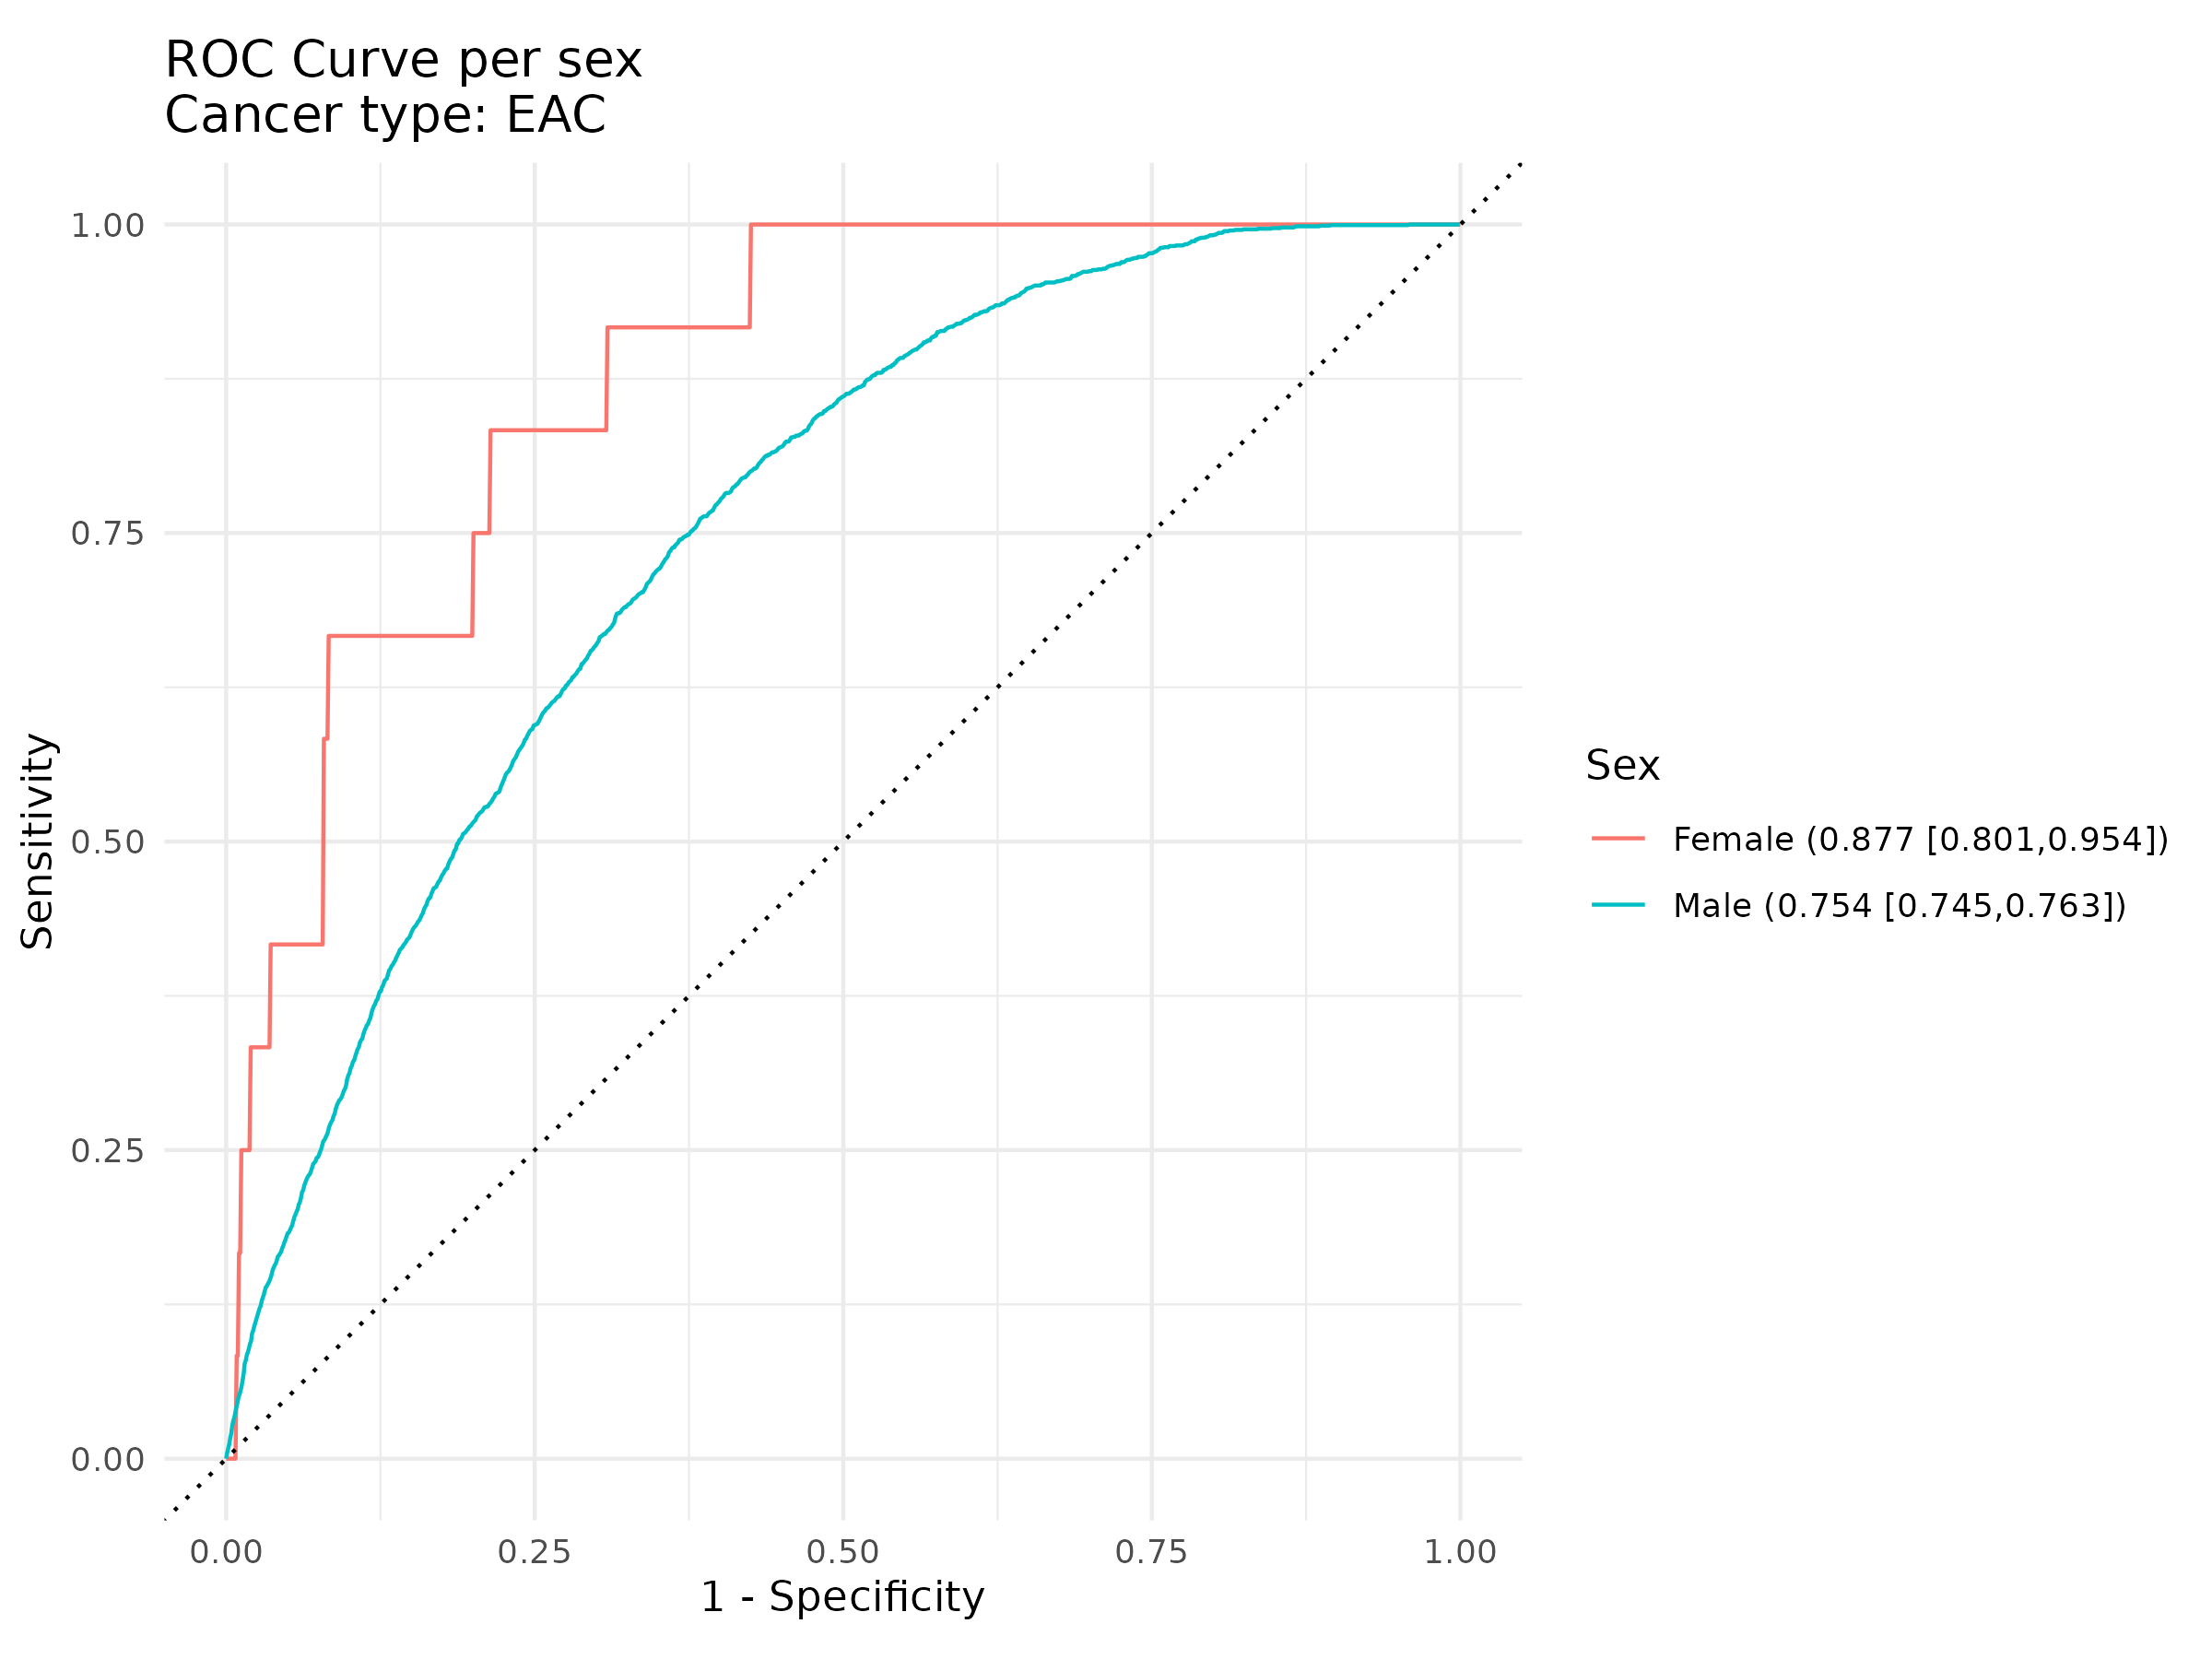 ROC Curve per sex
Cancer type: EAC
1.00
0.75
0.50
0.25
0.00
Sensitivity
0.00 0.25 0.50 0.75 1.00
1 - Specificity
Sex
Female (0.877 [0.801,0.954])
Male (0.754 [0.745,0.763])